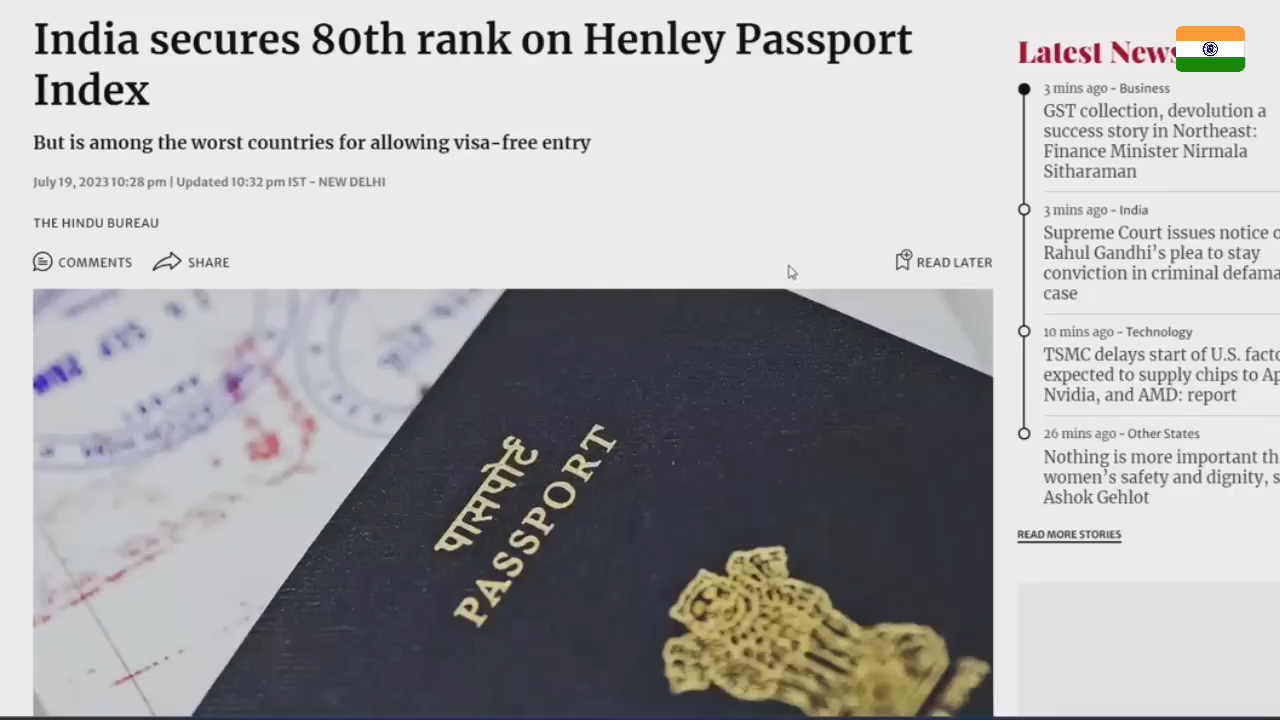 India secures 80th rank on Henley Passport
Index
But is among the worst countries for allowing visa-free entry
July 19, 2023 10:28 pm | Updated 10:32 pm IST - NEW DELHI
THE HINDU BUREAU
COMMENTS SHARE READ LATER
पासपोर्ट
PASSPORT
Latest News
3 mins ago - Business
GST collection, devolution a
success story in Northeast:
Finance Minister Nirmala
Sitharaman
3 mins ago - India
Supreme Court issues notice o
Rahul Gandhi's plea to stay
conviction in criminal defama
case
10 mins ago - Technology
TSMC delays start of U.S. facto
expected to supply chips to Ap
Nvidia, and AMD: report
26 mins ago - Other States
Nothing is more important th
women's safety and dignity, s
Ashok Gehlot
READ MORE STORIES